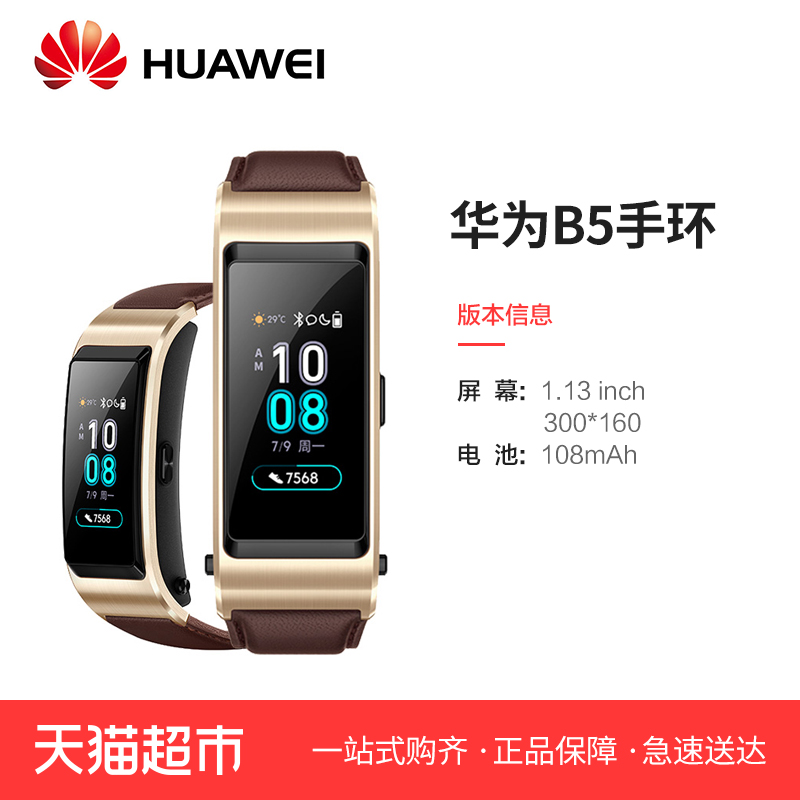 HUAWEI
华为B5手环
版本信息
屏 幕: 1.13 inch
300*160
电 池: 108mAh
29°C
AM
10
08
7/9 周一
7568
29°C
AM
10
08
7/9 周一
7568
天猫超市 一站式购齐·正品保障·急速送达